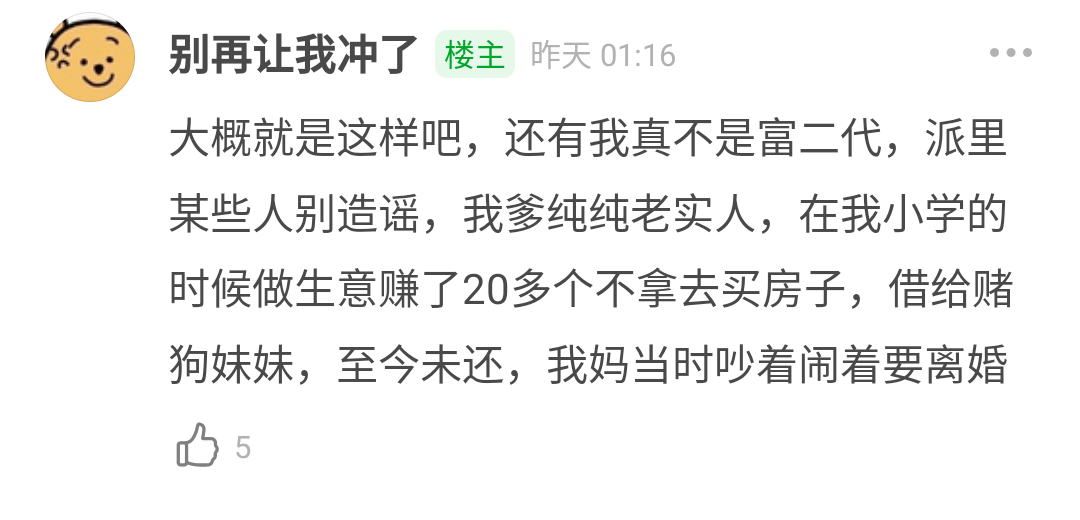 别再让我冲了 楼主 昨天 01:16
大概就是这样吧，还有我真不是富二代，派里
某些人别造谣，我爹纯纯老实人，在我小学的
时候做生意赚了20多个不拿去买房子，借给赌
狗妹妹，至今未还，我妈当时吵着闹着要离婚
5